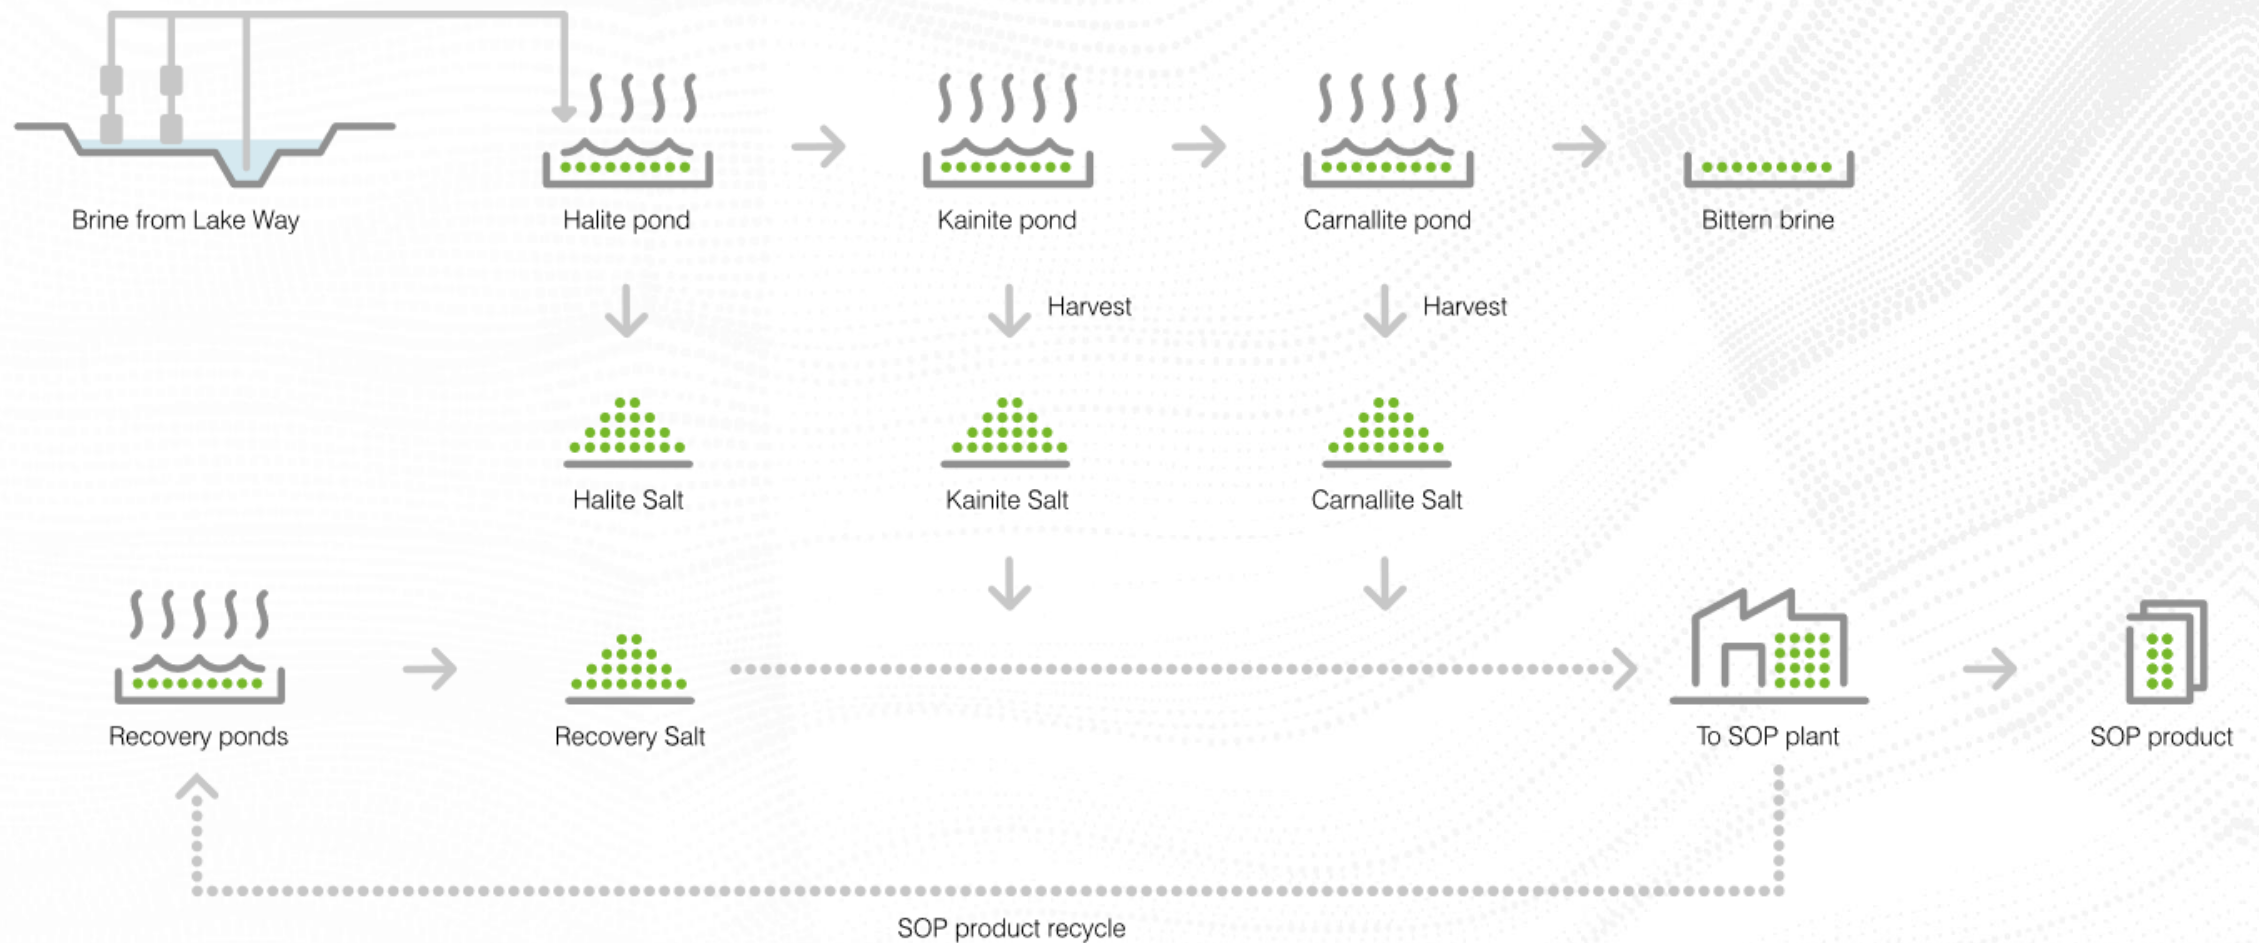 Brine from Lake Way
Halite pond
Kainite pond
Carnallite pond
Bittern brine
Harvest
Harvest
Halite Salt
Kainite Salt
Carnallite Salt
Recovery ponds
Recovery Salt
To SOP plant
SOP product
SOP product recycle